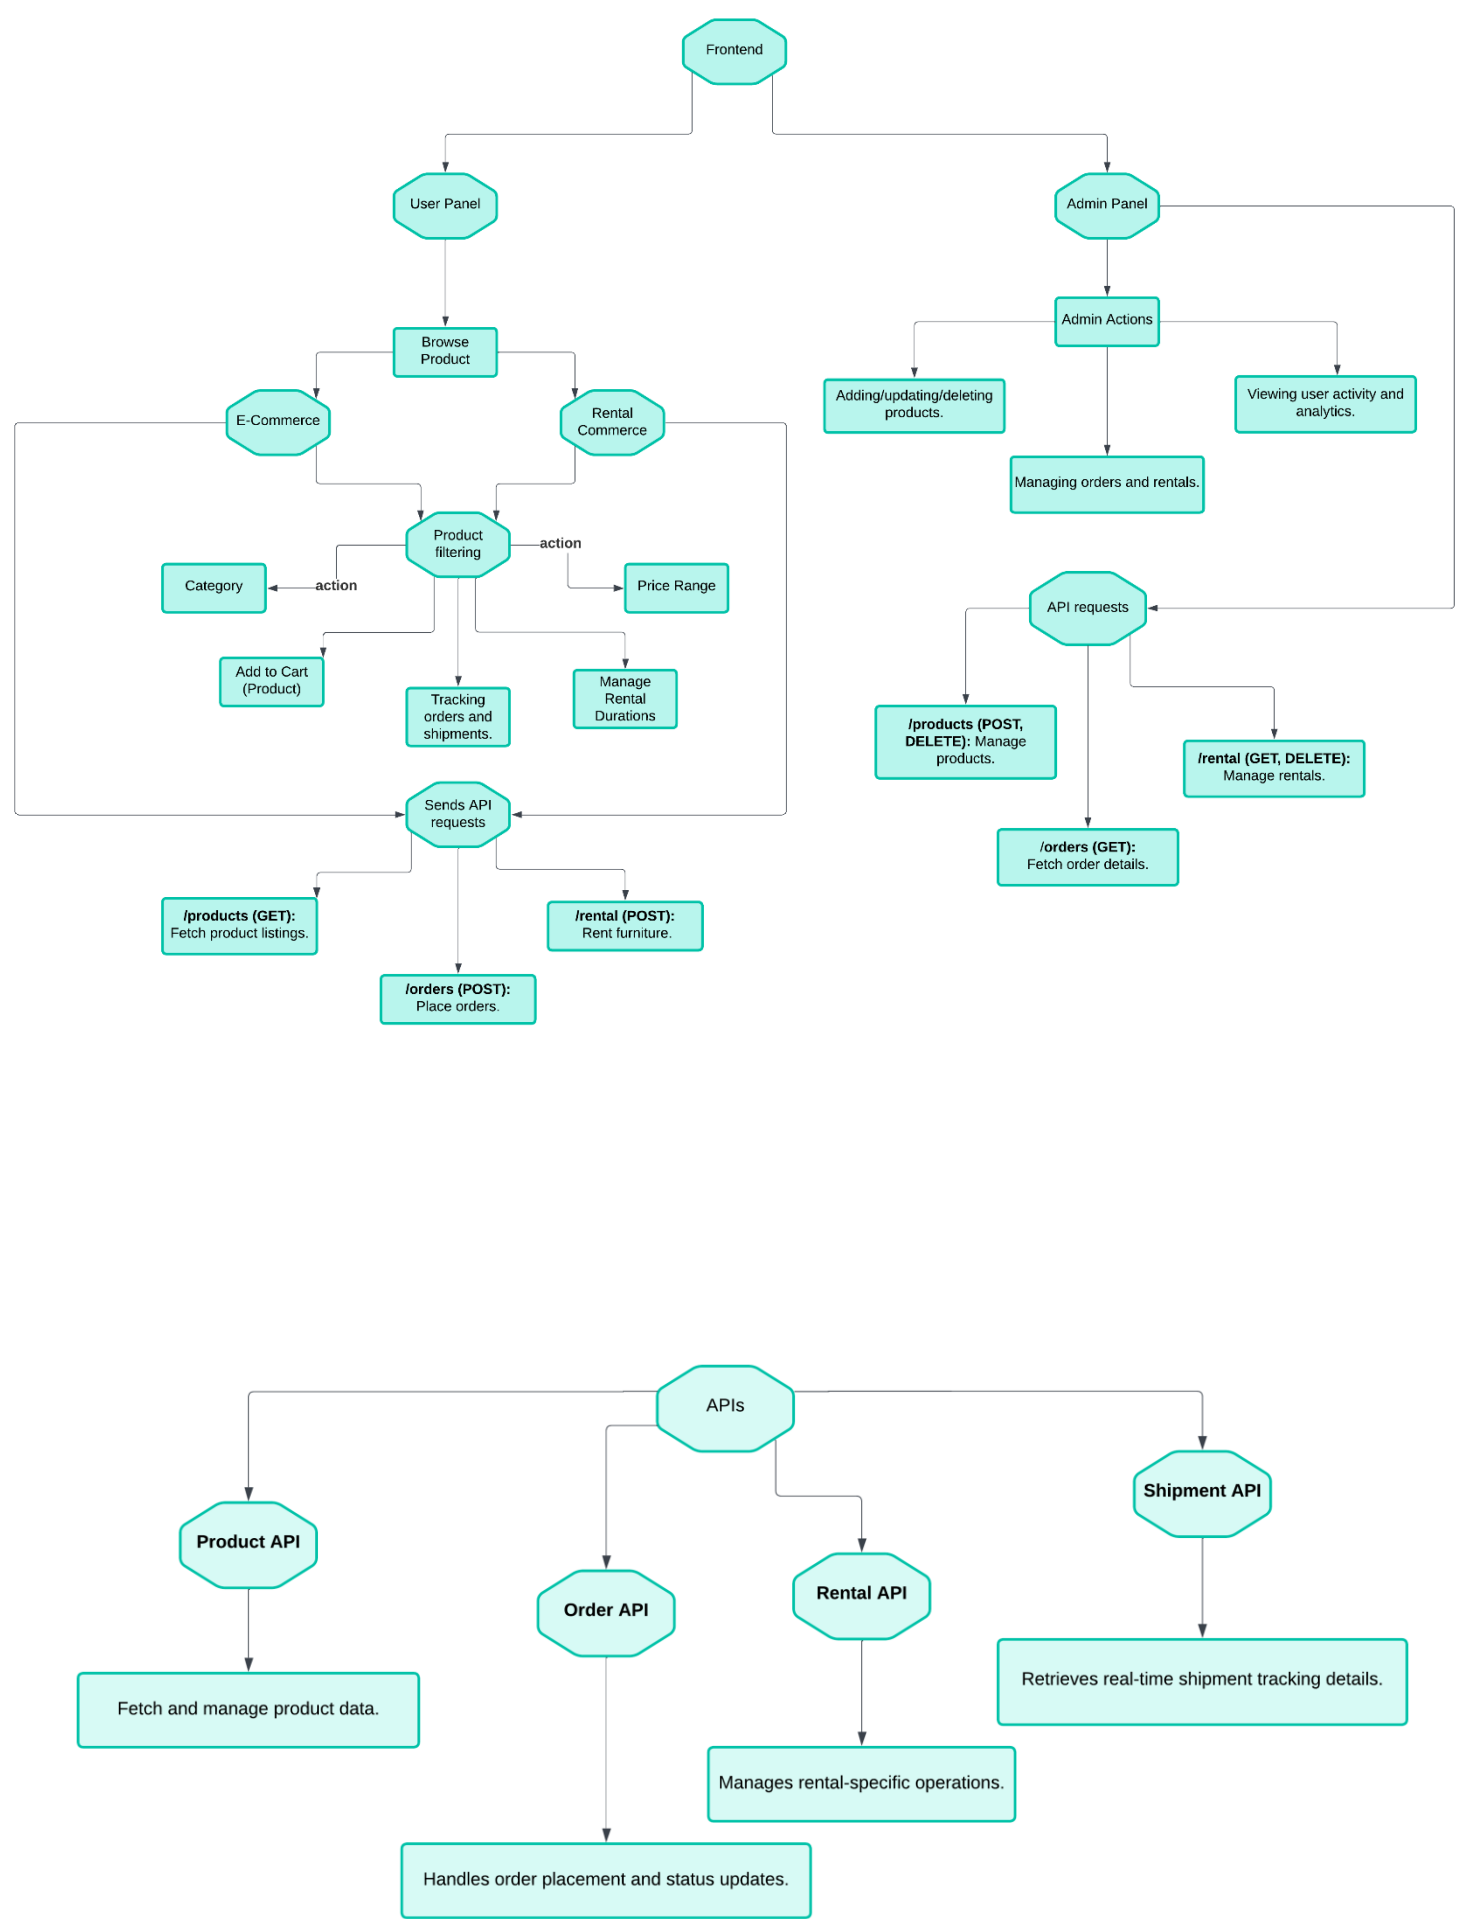 Frontend
User Panel
Admin Panel
Browse
Product
Admin Actions
E-Commerce
Rental
Commerce
Adding/updating/deleting
products.
Viewing user activity and
analytics.
Managing orders and rentals.
Product
filtering
action
action
Category
Price Range
API requests
Add to Cart
(Product)
Tracking
orders and
shipments.
Manage
Rental
Durations
/products (POST,
DELETE): Manage
products.
/rental (GET, DELETE):
Manage rentals.
Sends API
requests
/orders (GET):
Fetch order details.
/products (GET):
Fetch product listings.
/rental (POST):
Rent furniture.
/orders (POST):
Place orders.
APIs
Shipment API
Product API
Rental API
Order API
Retrieves real-time shipment tracking details.
Fetch and manage product data.
Manages rental-specific operations.
Handles order placement and status updates.